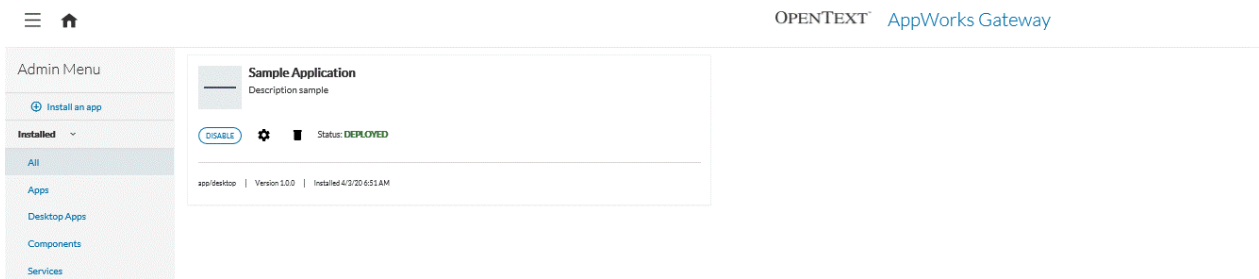 OPENTEXT™ AppWorks Gateway
Admin Menu
Install an app
Installed
All
Apps
Desktop Apps
Components
Services
Sample Application
Description sample
DISABLE
Status: DEPLOYED
app/desktop | Version 1.0.0 | Installed 4/3/20 6:51 AM